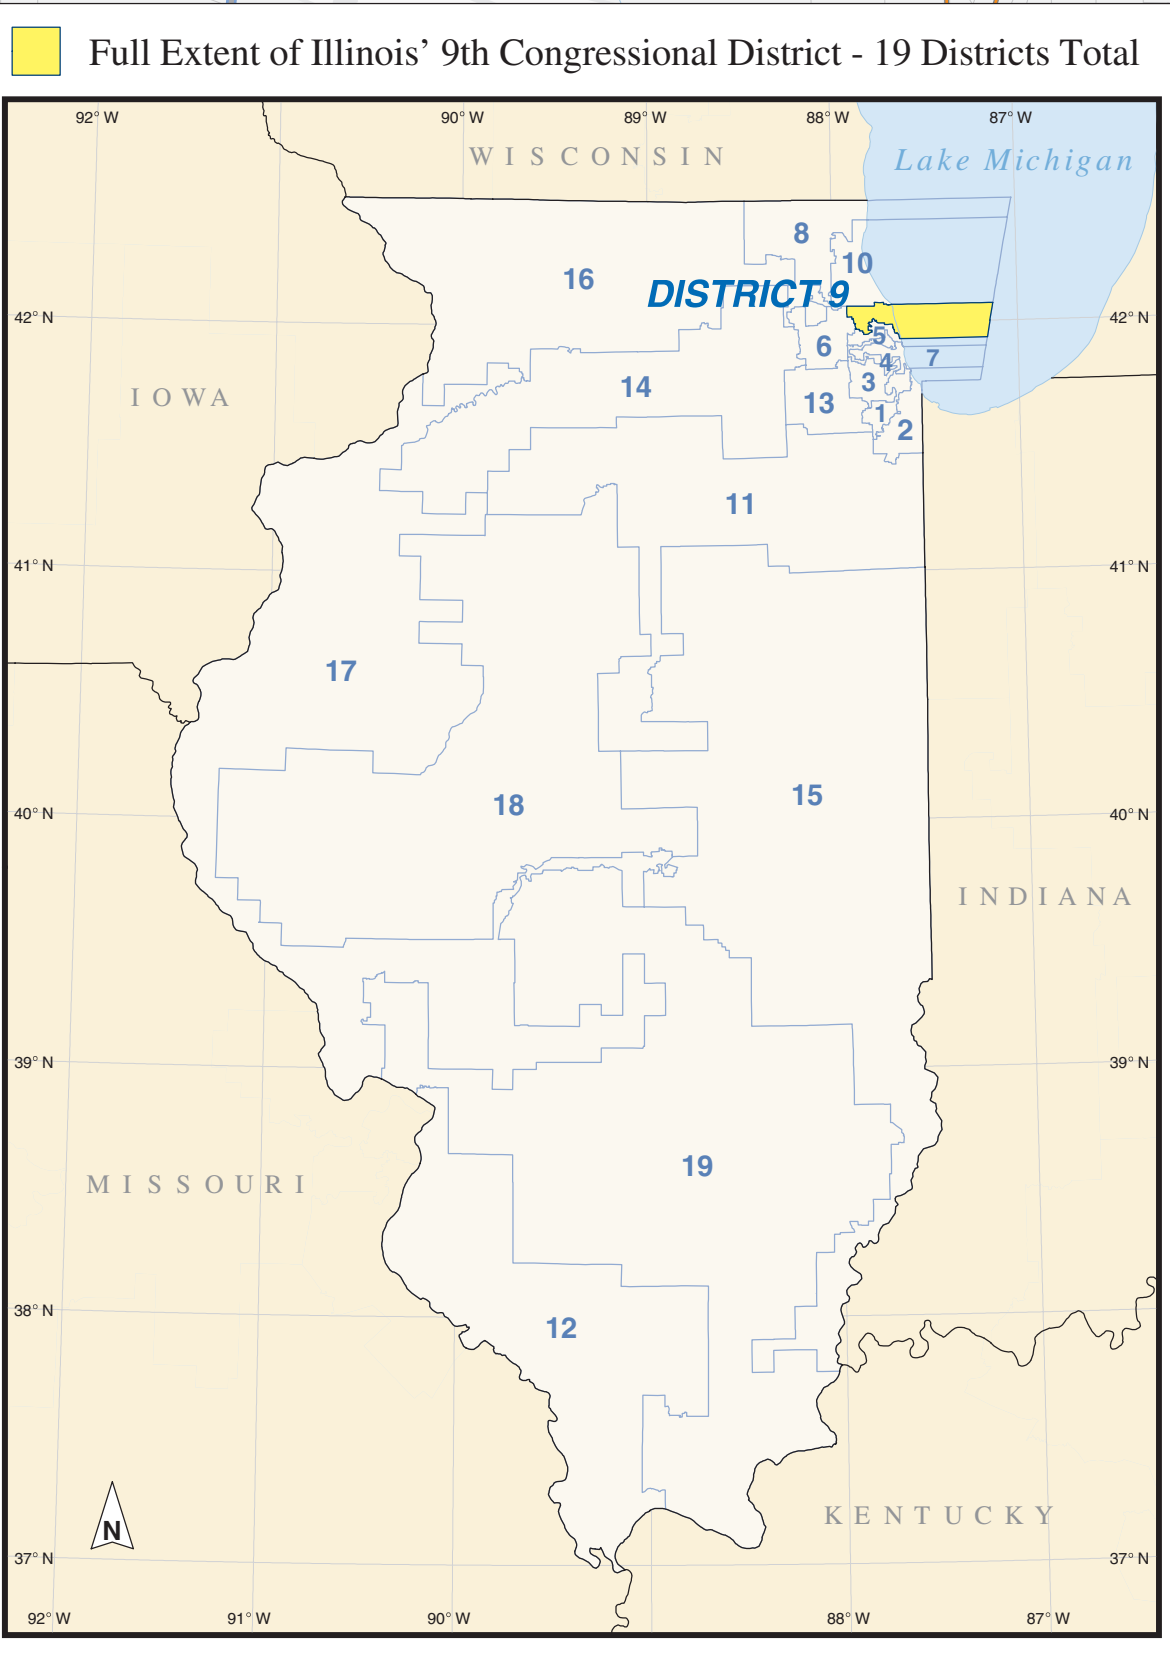 Full Extent of Illinois’ 9th Congressional District - 19 Districts Total
92° W
90° W
89° W
88° W
87° W
WISCONSIN
Lake Michigan
8
10
16
DISTRICT 9
42° N
42° N
5
6
7
4
14
3
IOWA
13
1
2
11
41° N
41° N
17
15
18
40° N
40° N
INDIANA
39° N
39° N
19
MISSOURI
38° N
12
KENTUCKY
N
37° N
37° N
92° W
91° W
90° W
88° W
87° W